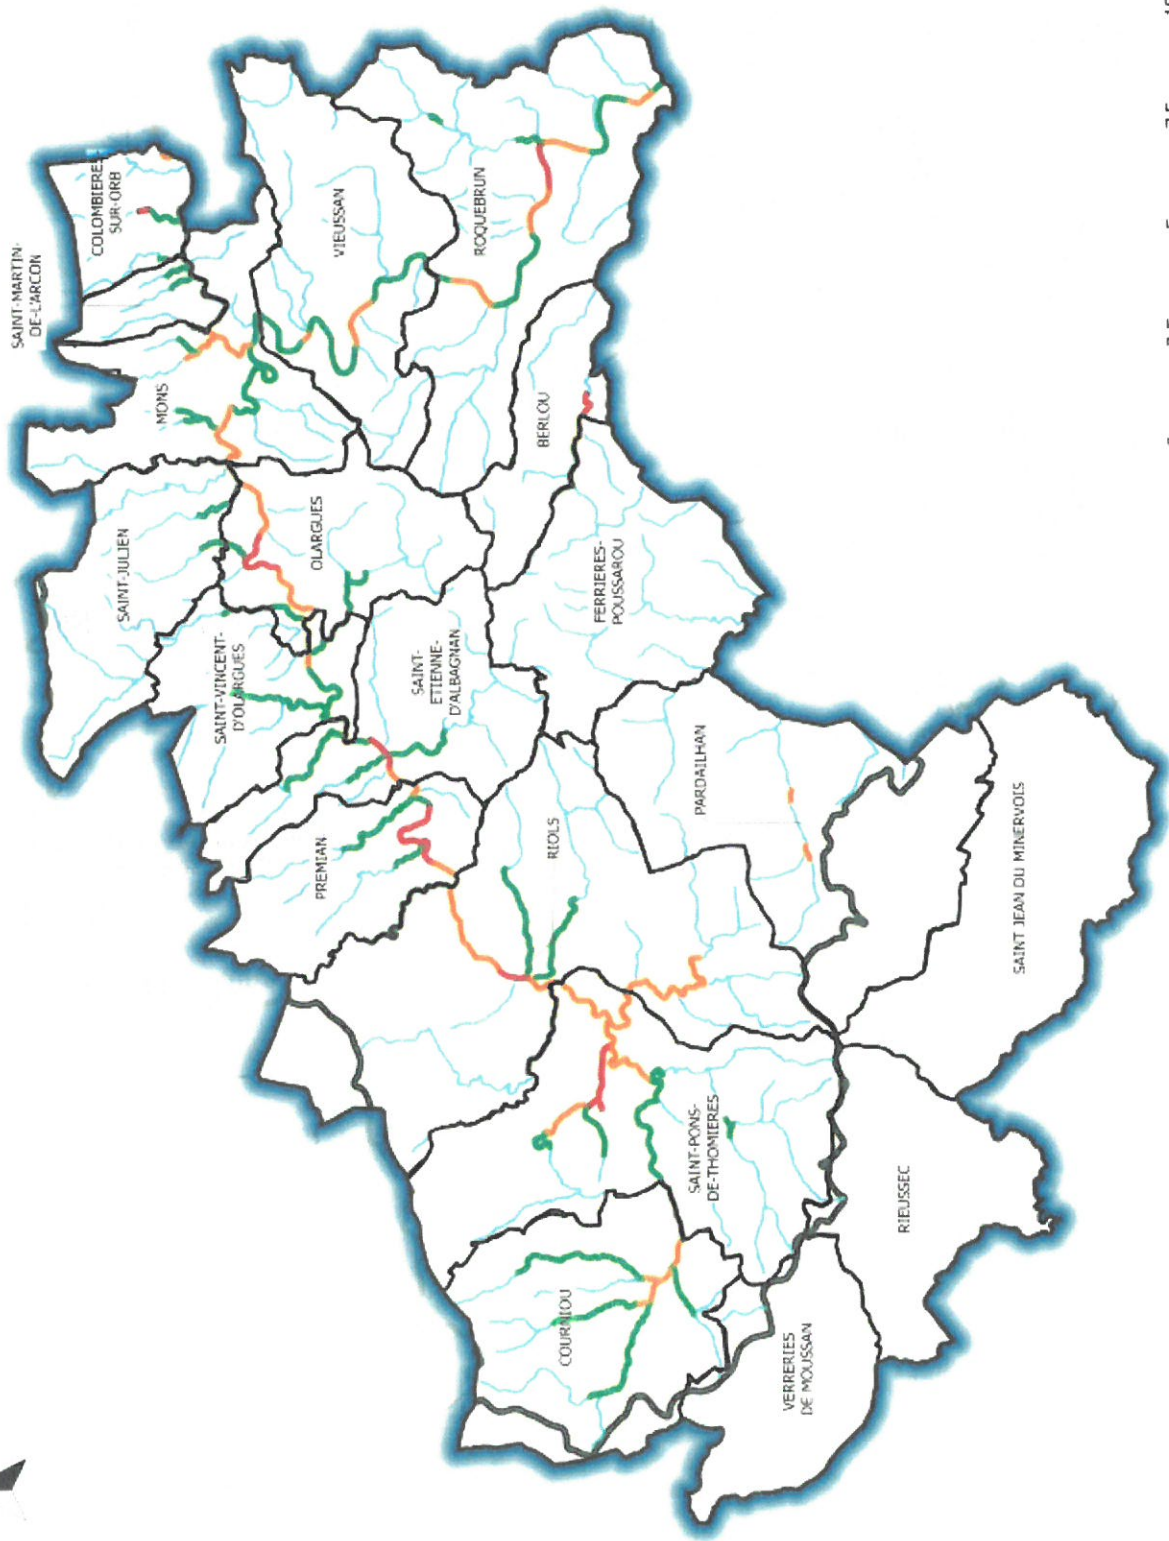 SAINT-MARTIN-
DE-L'ARCON
COLOMBIERES-
SUR-ORB
MONS
SAINT-JULIEN
VIEUSSAN
OLARGUES
SAINT-VINCENT-
D'OLARGUES
ROQUEBRUN
PREMIAN
SAINT-
ETIENNE-
D'ALBAGNAN
BERLOU
RIOLS
FERRIERES-
POUSSAROU
COURNIOU
PARDAILHAN
SAINT-PONS-
DE-THOMIERES
VERRERIES
DE MOUSSAN
RIEUSSEC
SAINT JEAN DU MINERVOIS